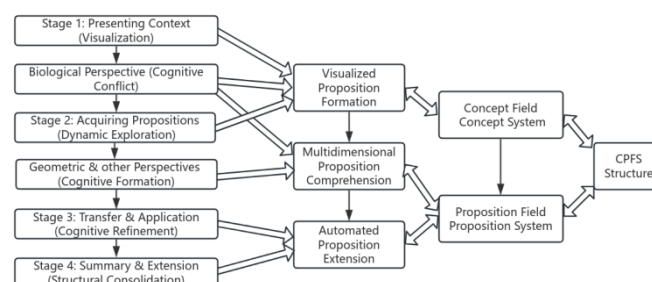 Stage 1: Presenting Context
(Visualization)
Biological Perspective (Cognitive
Conflict)
Stage 2: Acquiring Propositions
(Dynamic Exploration)
Geometric & other Perspectives
(Cognitive Formation)
Stage 3: Transfer & Application
(Cognitive Refinement)
Stage 4: Summary & Extension
(Structural Consolidation)
Visualized
Proposition
Formation
Multidimensional
Proposition
Comprehension
Automated
Proposition
Extension
Concept Field
Concept System
Proposition Field
Proposition System
CPFS
Structure